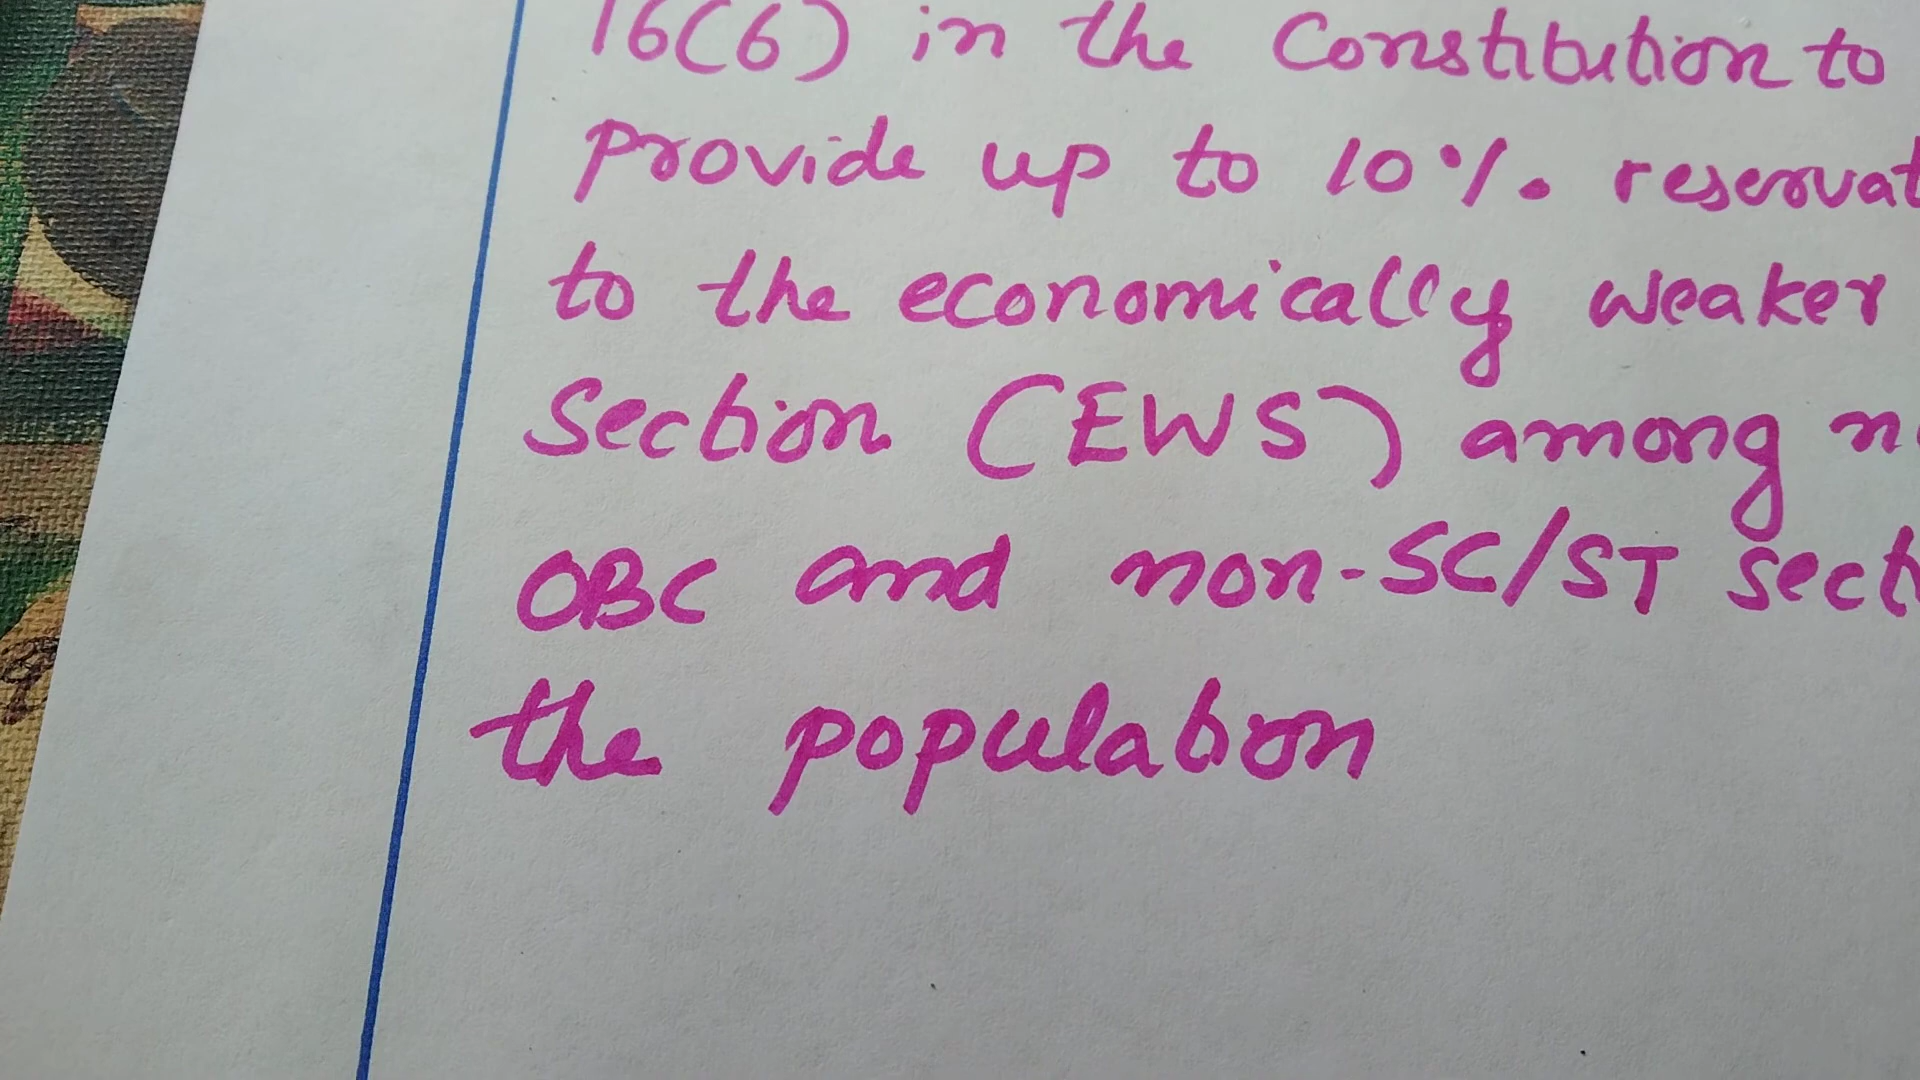 16(6) in the Constitution to
provide up to 10%. reservat
to the economically weaker
Section (EWS) among n
OBC and non-SC/ST sect
the population